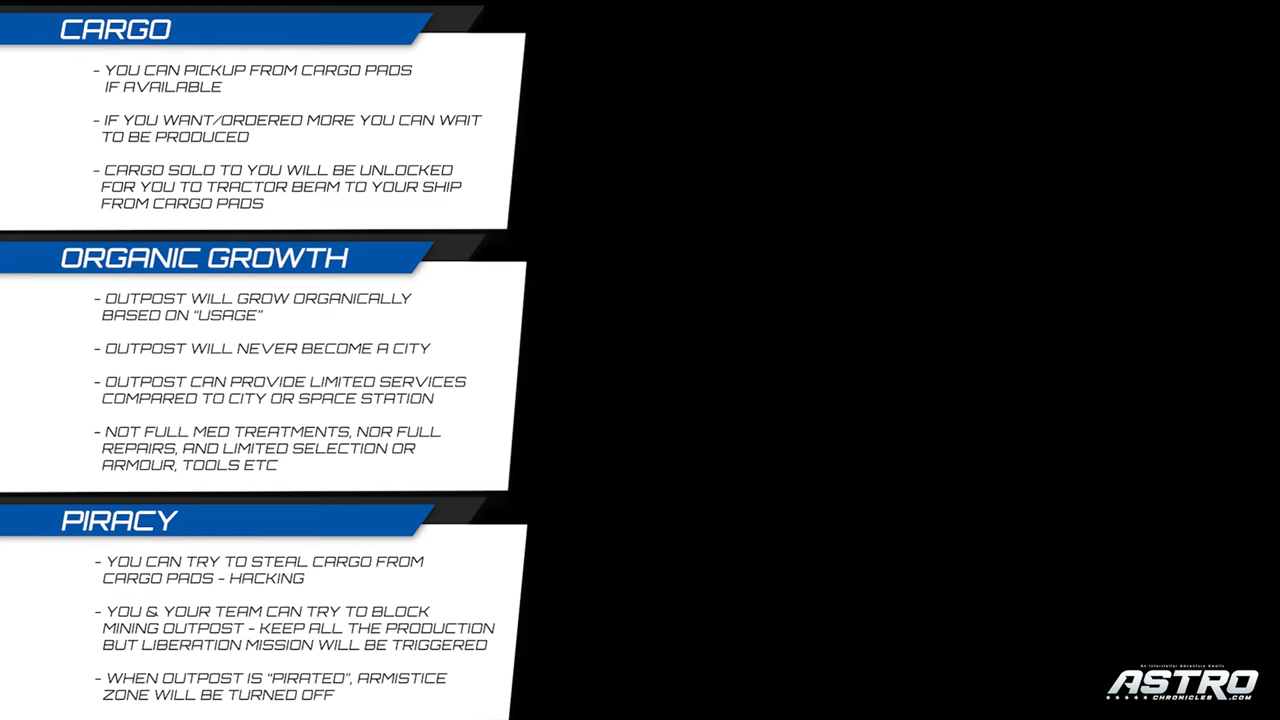 CARGO
- YOU CAN PICKUP FROM CARGO PADS
IF AVAILABLE
- IF YOU WANT/ORDERED MORE YOU CAN WAIT
TO BE PRODUCED
- CARGO SOLD TO YOU WILL BE UNLOCKED
FOR YOU TO TRACTOR BEAM TO YOUR SHIP
FROM CARGO PADS
ORGANIC GROWTH
- OUTPOST WILL GROW ORGANICALLY
BASED ON "USAGE"
- OUTPOST WILL NEVER BECOME A CITY
- OUTPOST CAN PROVIDE LIMITED SERVICES
COMPARED TO CITY OR SPACE STATION
- NOT FULL MED TREATMENTS, NOR FULL
REPAIRS, AND LIMITED SELECTION OR
ARMOUR, TOOLS ETC
PIRACY
- YOU CAN TRY TO STEAL CARGO FROM
CARGO PADS - HACKING
- YOU & YOUR TEAM CAN TRY TO BLOCK
MINING OUTPOST - KEEP ALL THE PRODUCTION
BUT LIBERATION MISSION WILL BE TRIGGERED
- WHEN OUTPOST IS "PIRATED", ARMISTICE
ZONE WILL BE TURNED OFF
An Interstellar Adventure Awaits
ASTRO
CHRONICLES.COM